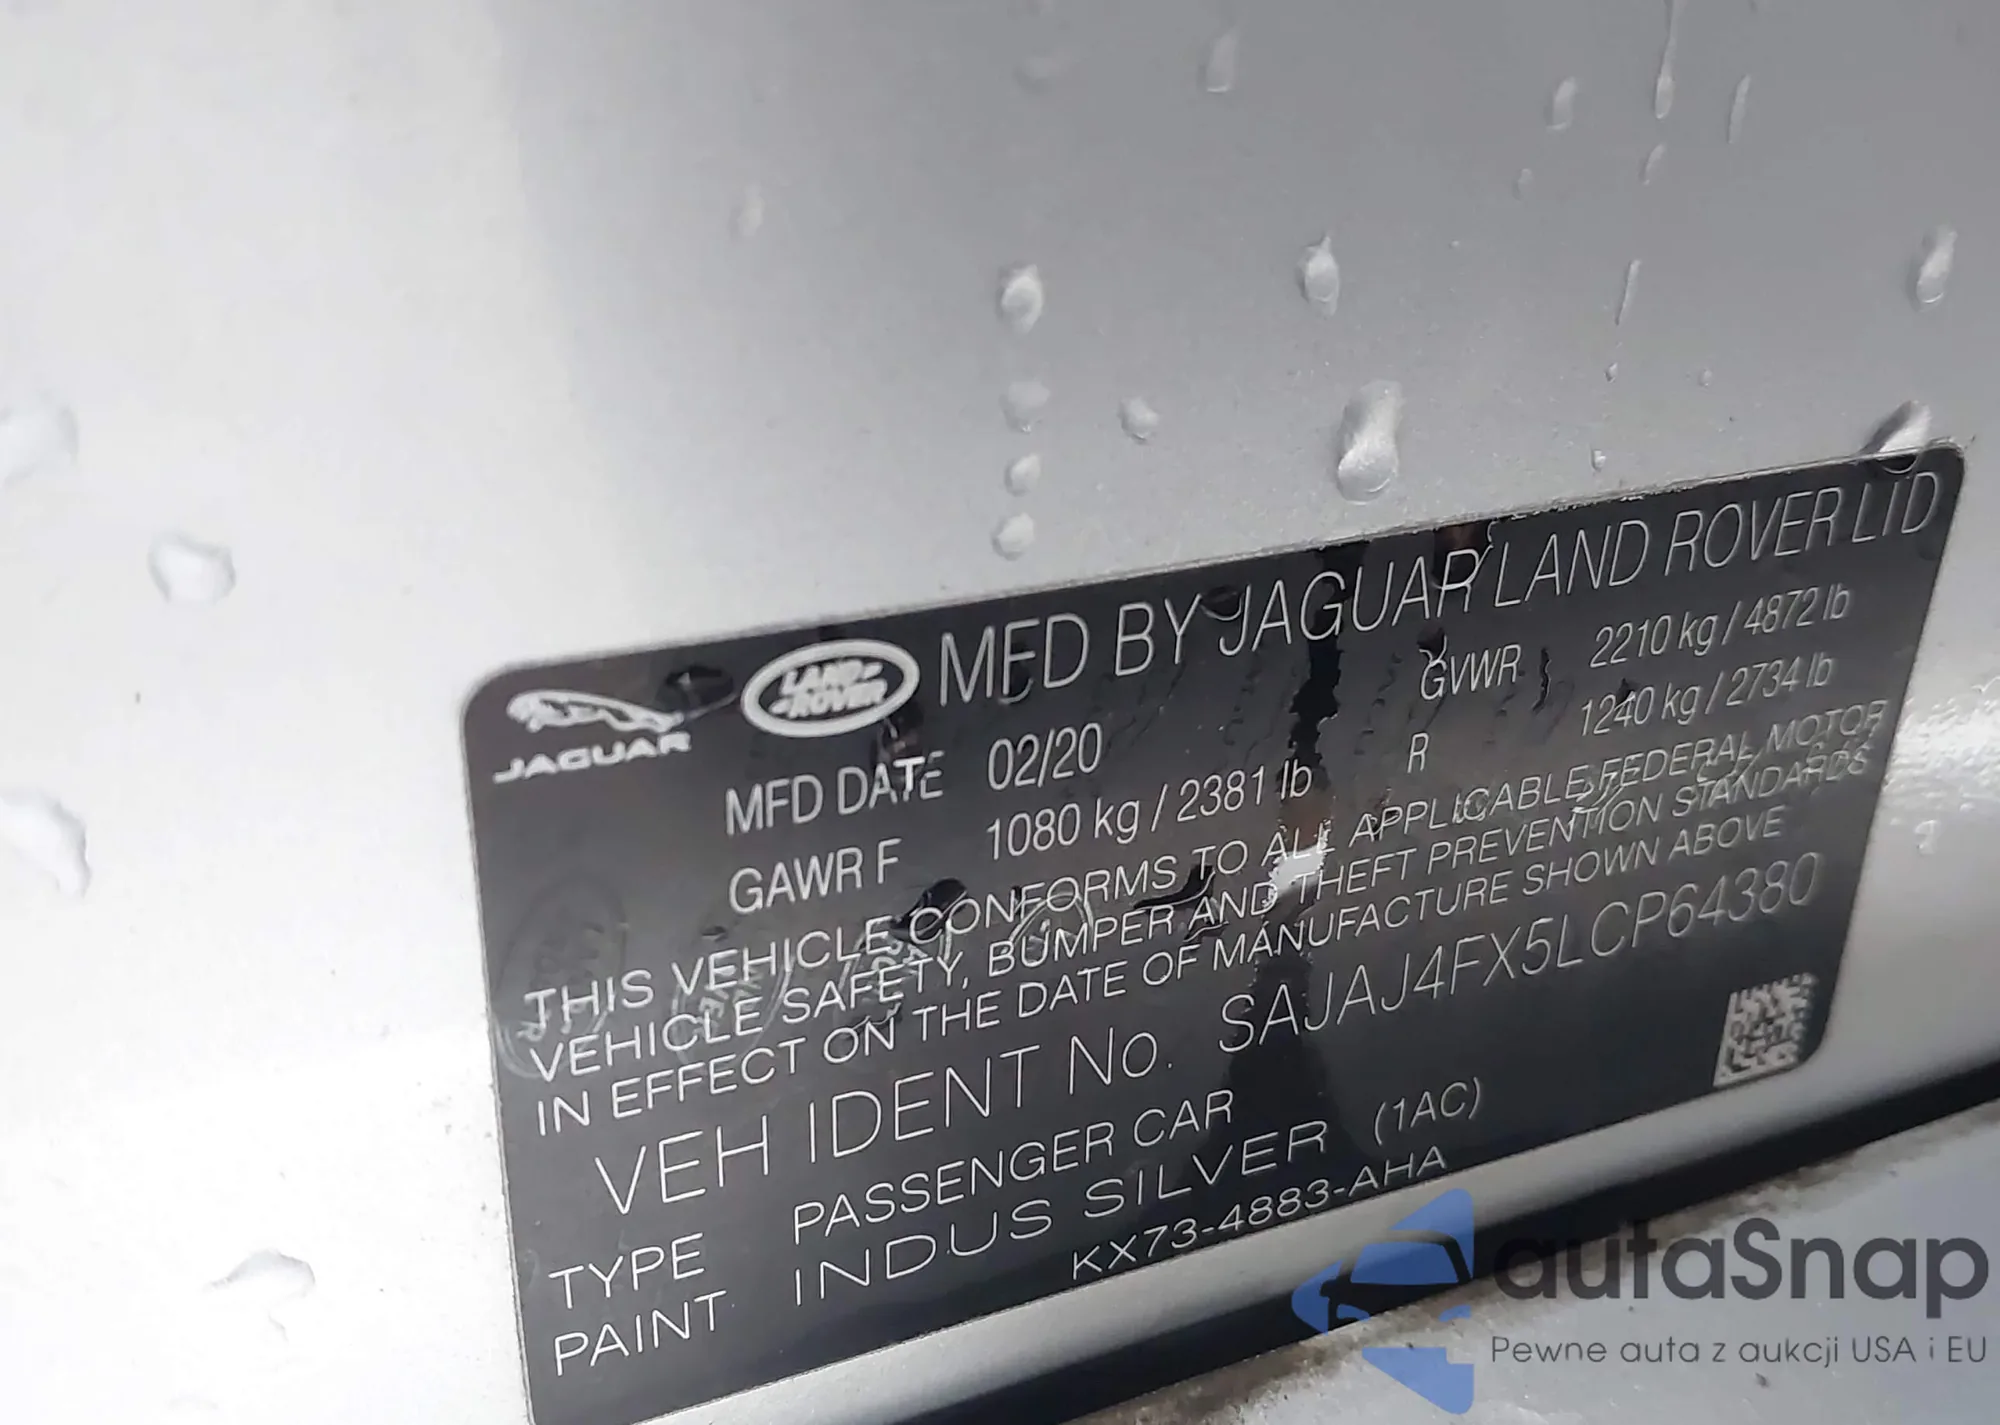 JAGUAR
LAND
ROVER
MFD BY JAGUAR LAND ROVER LTD
MFD DATE 02/20 GVWR 2210 kg / 4872 lb
GAWR F 1080 kg / 2381 lb R 1240 kg / 2734 lb
THIS VEHICLE CONFORMS TO ALL APPLICABLE FEDERAL MOTOR
VEHICLE SAFETY, BUMPER AND THEFT PREVENTION STANDARDS
IN EFFECT ON THE DATE OF MANUFACTURE SHOWN ABOVE
VEH IDENT No. SAJAJ4FX5LCP64380
TYPE PASSENGER CAR
PAINT INDUS SILVER (1AC)
KX73-4883-AHA
autaSnap
Pewne auta z aukcji USA i EU